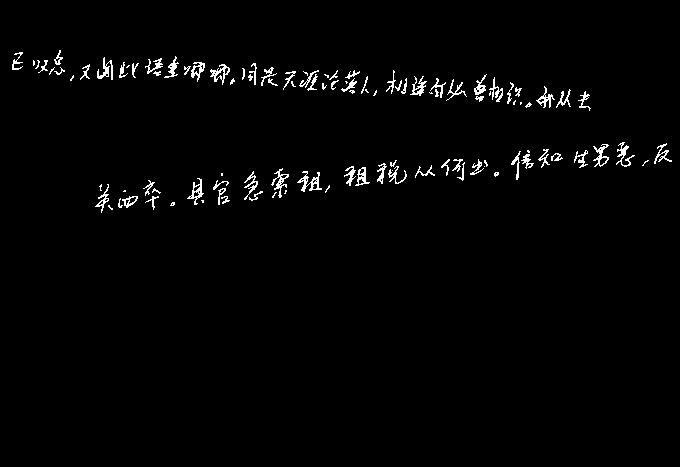 已叹息,又闻此语重唧唧。同是天涯沦落人,相逢何必曾相识。我从去
关西卒。县官急索租,租税从何出。信知生男恶,反